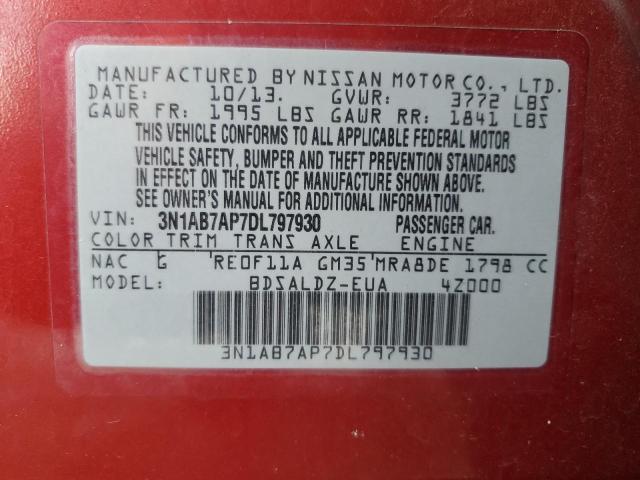 MANUFACTURED BY NISSAN MOTOR CO., LTD.
DATE: 10/13. GVWR: 3772 LBS
GAWR FR: 1995 LBS GAWR RR: 1841 LBS
THIS VEHICLE CONFORMS TO ALL APPLICABLE FEDERAL MOTOR
VEHICLE SAFETY, BUMPER AND THEFT PREVENTION STANDARDS
IN EFFECT ON THE DATE OF MANUFACTURE SHOWN ABOVE.
SEE OWNER'S MANUAL FOR ADDITIONAL INFORMATION.
VIN: 3N1AB7AP7DL797930 PASSENGER CAR.
COLOR TRIM TRANS AXLE ENGINE
NAC G RE0F11A GM35 MRA8DE 1798 CC
MODEL: BDSALDZ-EUA 4Z000
3N1AB7AP7DL797930